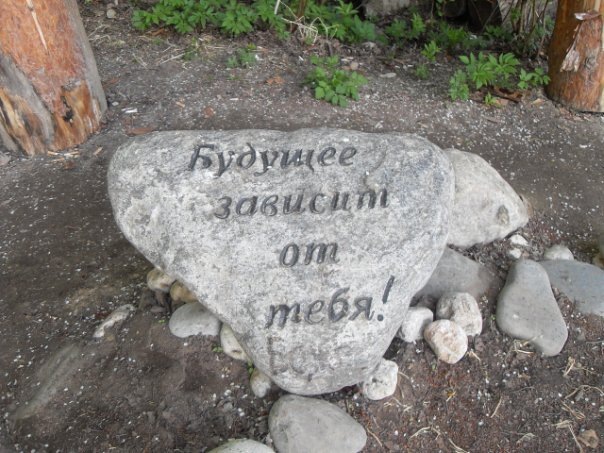 Будущее
зависит
от
тебя!